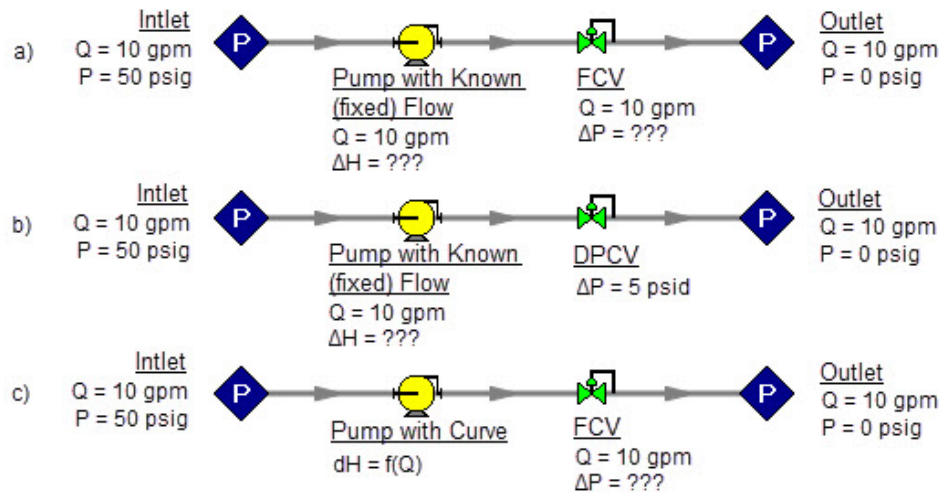 a)
Intlet
Q = 10 gpm
P = 50 psig
P
Pump with Known
(fixed) Flow
Q = 10 gpm
ΔH = ???
FCV
Q = 10 gpm
ΔP = ???
P
Outlet
Q = 10 gpm
P = 0 psig
b)
Intlet
Q = 10 gpm
P = 50 psig
P
Pump with Known
(fixed) Flow
Q = 10 gpm
ΔH = ???
DPCV
ΔP = 5 psid
P
Outlet
Q = 10 gpm
P = 0 psig
c)
Intlet
Q = 10 gpm
P = 50 psig
P
Pump with Curve
dH = f(Q)
FCV
Q = 10 gpm
ΔP = ???
P
Outlet
Q = 10 gpm
P = 0 psig